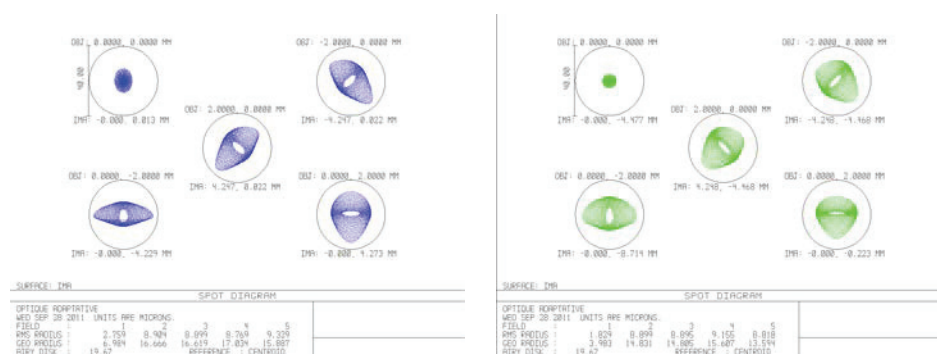 OBJ: 0.0000, 0.0000 MM
OBJ: -2.0000, 0.0000 MM
40.00
IMA: -0.000, 0.013 MM
OBJ: 2.0000, 0.0000 MM
IMA: -4.247, 0.022 MM
OBJ: 0.0000, -2.0000 MM
IMA: 4.247, 0.022 MM
OBJ: 0.0000, 2.0000 MM
IMA: -0.000, -4.229 MM
IMA: -0.000, 4.273 MM
SURFACE: IMA
SPOT DIAGRAM
OPTIQUE ADAPTATIVE
WED SEP 28 2011 UNITS ARE MICRONS.
FIELD : 1 2 3 4 5
RMS RADIUS : 2.759 8.904 8.899 8.769 9.329
GEO RADIUS : 6.984 16.666 16.619 17.034 15.887
AIRY DISK : 19.67 REFERENCE : CENTROID
OBJ: 0.0000, 0.0000 MM
OBJ: -2.0000, 0.0000 MM
40.00
IMA: -0.000, -4.477 MM
OBJ: 2.0000, 0.0000 MM
IMA: -4.248, -4.468 MM
OBJ: 0.0000, -2.0000 MM
IMA: 4.248, -4.468 MM
OBJ: 0.0000, 2.0000 MM
IMA: -0.000, -8.714 MM
IMA: -0.000, -0.223 MM
SURFACE: IMA
SPOT DIAGRAM
OPTIQUE ADAPTATIVE
WED SEP 28 2011 UNITS ARE MICRONS.
FIELD : 1 2 3 4 5
RMS RADIUS : 1.829 8.899 8.895 9.155 8.818
GEO RADIUS : 3.983 14.831 14.805 15.607 13.594
AIRY DISK : 19.67 REFERENCE : CENTROID